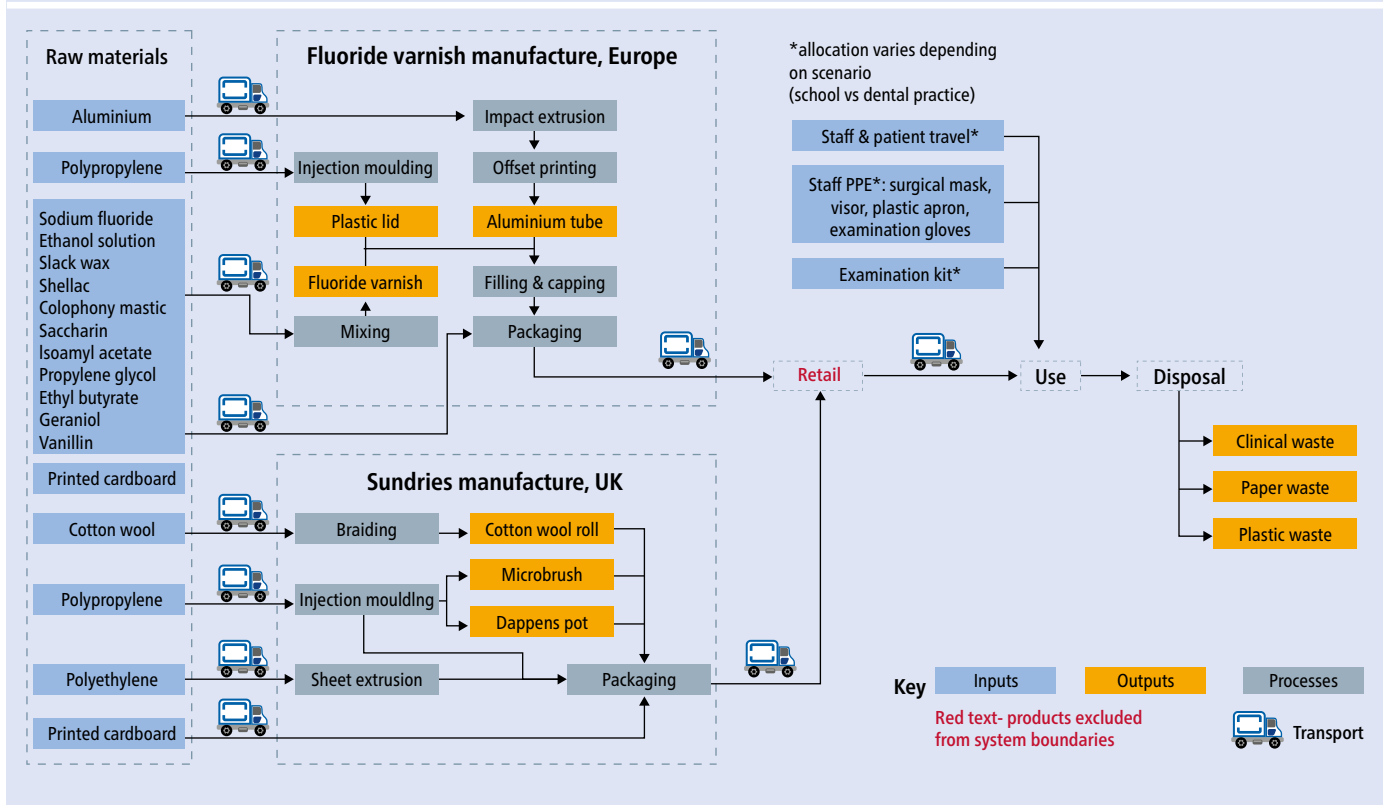 Raw materials
Aluminium
Polypropylene
Sodium fluoride
Ethanol solution
Slack wax
Shellac
Colophony mastic
Saccharin
Isoamyl acetate
Propylene glycol
Ethyl butyrate
Geraniol
Vanillin
Printed cardboard
Cotton wool
Polypropylene
Polyethylene
Printed cardboard
Fluoride varnish manufacture, Europe
Impact extrusion
Injection moulding
Offset printing
Plastic lid
Aluminium tube
Fluoride varnish
Filling & capping
Mixing
Packaging
Sundries manufacture, UK
Braiding
Cotton wool roll
Microbrush
Injection mouldlng
Dappens pot
Sheet extrusion
Packaging
*allocation varies depending
on scenario
(school vs dental practice)
Staff & patient travel*
Staff PPE*: surgical mask,
visor, plastic apron,
examination gloves
Examination kit*
Retail
Use
Disposal
Clinical waste
Paper waste
Plastic waste
Key
Inputs
Outputs
Processes
Red text- products excluded
from system boundaries
Transport